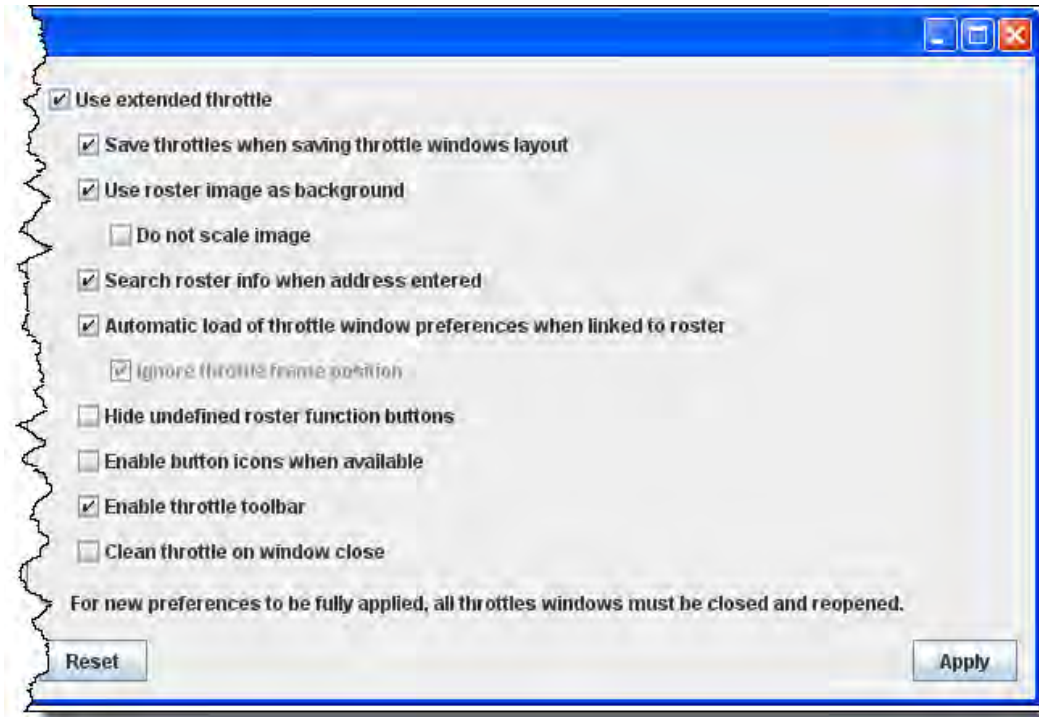 Use extended throttle
Save throttles when saving throttle windows layout
Use roster image as background
Do not scale image
Search roster info when address entered
Automatic load of throttle window preferences when linked to roster
Ignore throttle frame position
Hide undefined roster function buttons
Enable button icons when available
Enable throttle toolbar
Clean throttle on window close
For new preferences to be fully applied, all throttles windows must be closed and reopened.
Reset
Apply